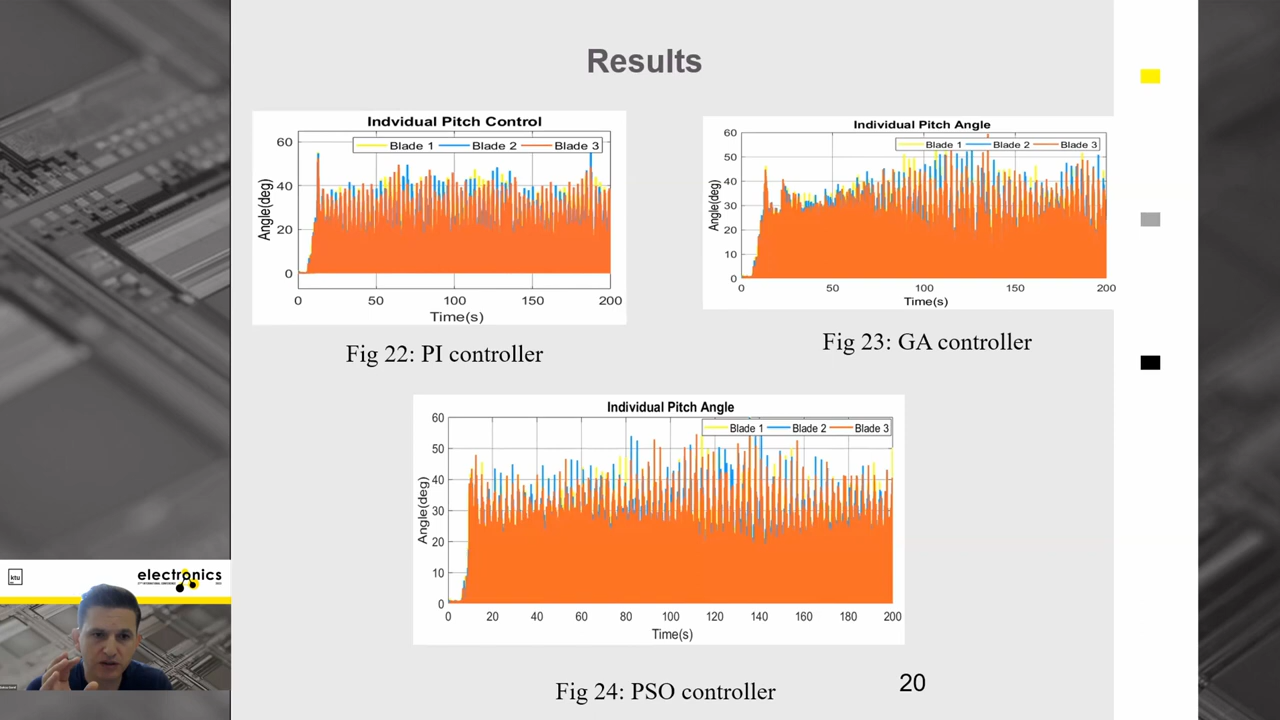 Results
Indvidual Pitch Control
Blade 1 Blade 2 Blade 3
60
40
20
0
Angle(deg)
0 50 100 150 200
Time(s)
Fig 22: PI controller
Individual Pitch Angle
Blade 1 Blade 2 Blade 3
60
50
40
30
20
10
0
Angle(deg)
0 50 100 150 200
Time(s)
Fig 23: GA controller
Individual Pitch Angle
Blade 1 Blade 2 Blade 3
60
50
40
30
20
10
0
Angle(deg)
0 20 40 60 80 100 120 140 160 180 200
Time(s)
Fig 24: PSO controller
20
ktu
electronics